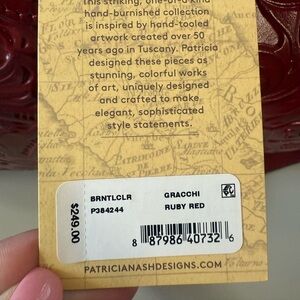 This striking, one-of-a-kind
hand-burnished collection
is inspired by hand-tooled
artwork created over 50
years ago in Tuscany. Patricia
designed these pieces as
stunning, colorful works
of art, uniquely designed
and crafted to make
elegant, sophisticated
style statements.
BRNTLCLR GRACCHI
P384244 RUBY RED
$249.00
8 87986 40732 6
PATRICIANASHDESIGNS.COM